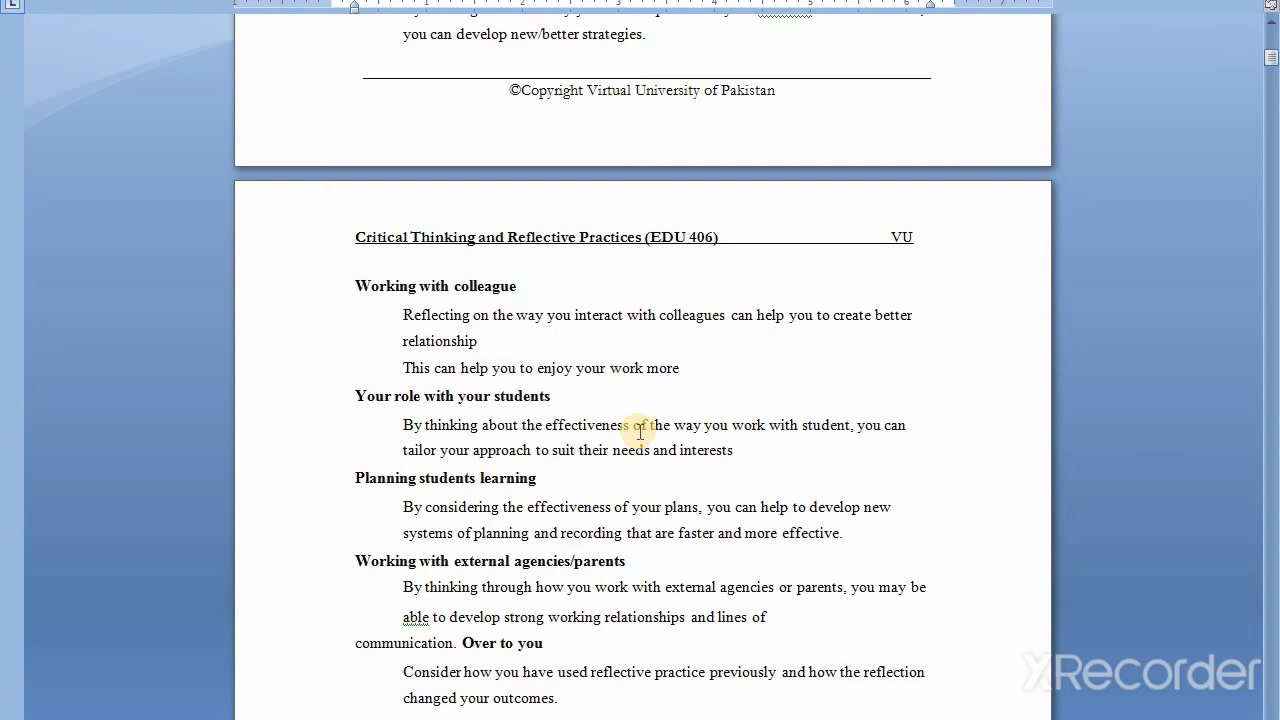 you can develop new/better strategies.
©Copyright Virtual University of Pakistan
Critical Thinking and Reflective Practices (EDU 406) VU
Working with colleague
Reflecting on the way you interact with colleagues can help you to create better
relationship
This can help you to enjoy your work more
Your role with your students
By thinking about the effectiveness of the way you work with student, you can
tailor your approach to suit their needs and interests
Planning students learning
By considering the effectiveness of your plans, you can help to develop new
systems of planning and recording that are faster and more effective.
Working with external agencies/parents
By thinking through how you work with external agencies or parents, you may be
able to develop strong working relationships and lines of
communication. Over to you
Consider how you have used reflective practice previously and how the reflection
changed your outcomes.
XRecorder